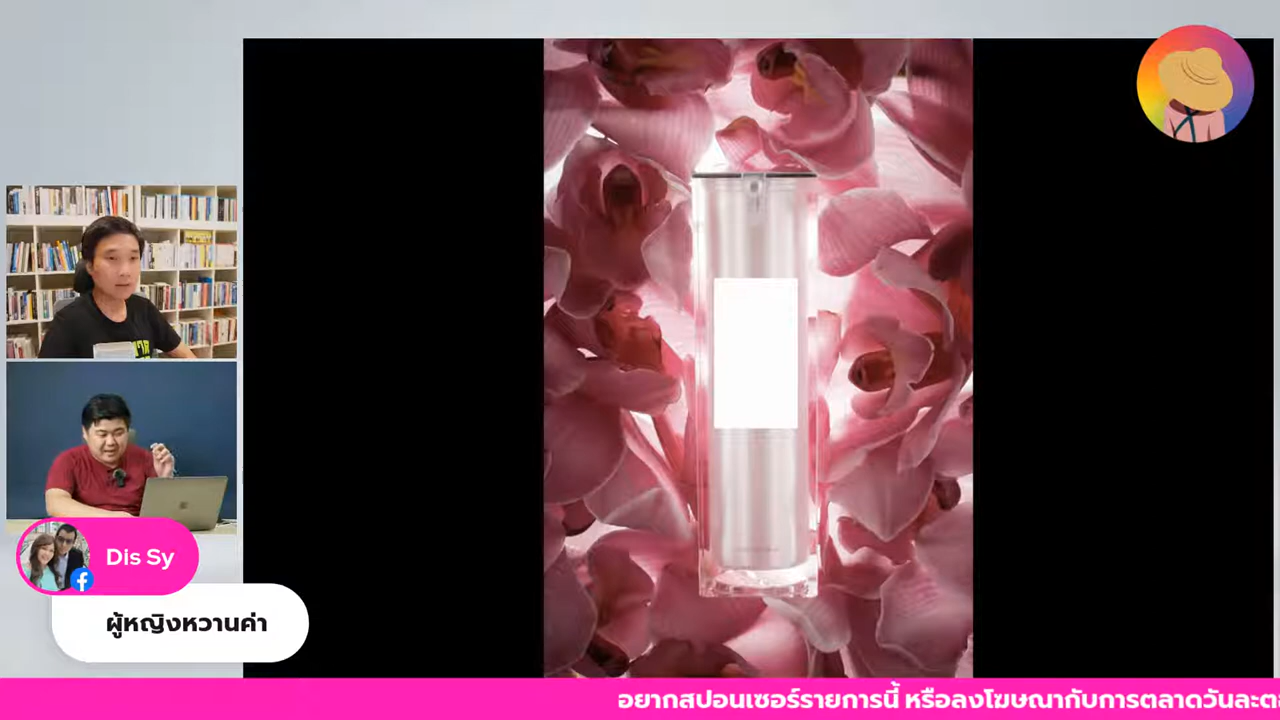 Dis Sy
ผู้หญิงหวานค่า
อยากสปอนเซอร์รายการนี้ หรือลงโฆษณากับการตลาดวันละต